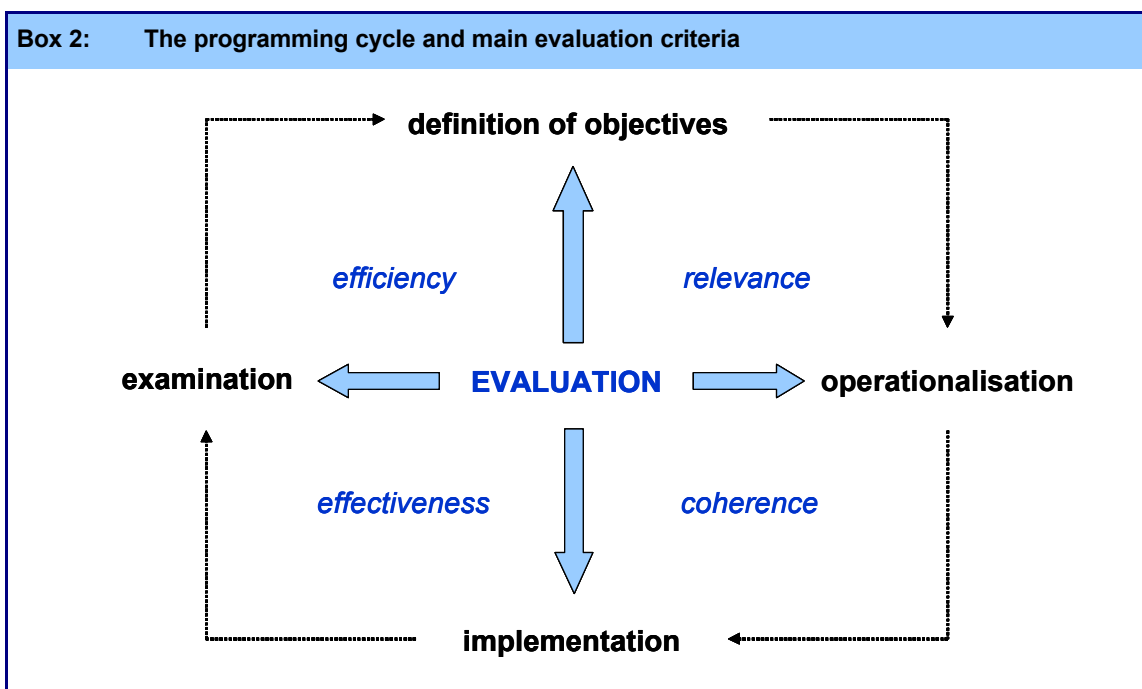 Box 2: The programming cycle and main evaluation criteria
definition of objectives
efficiency relevance
examination EVALUATION operationalisation
effectiveness coherence
implementation